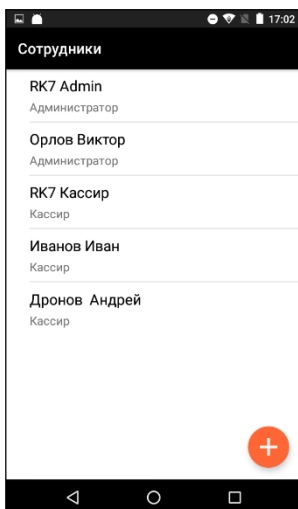 17:02
Сотрудники
RK7 Admin
Администратор
Орлов Виктор
Администратор
RK7 Кассир
Кассир
Иванов Иван
Кассир
Дронов Андрей
Кассир